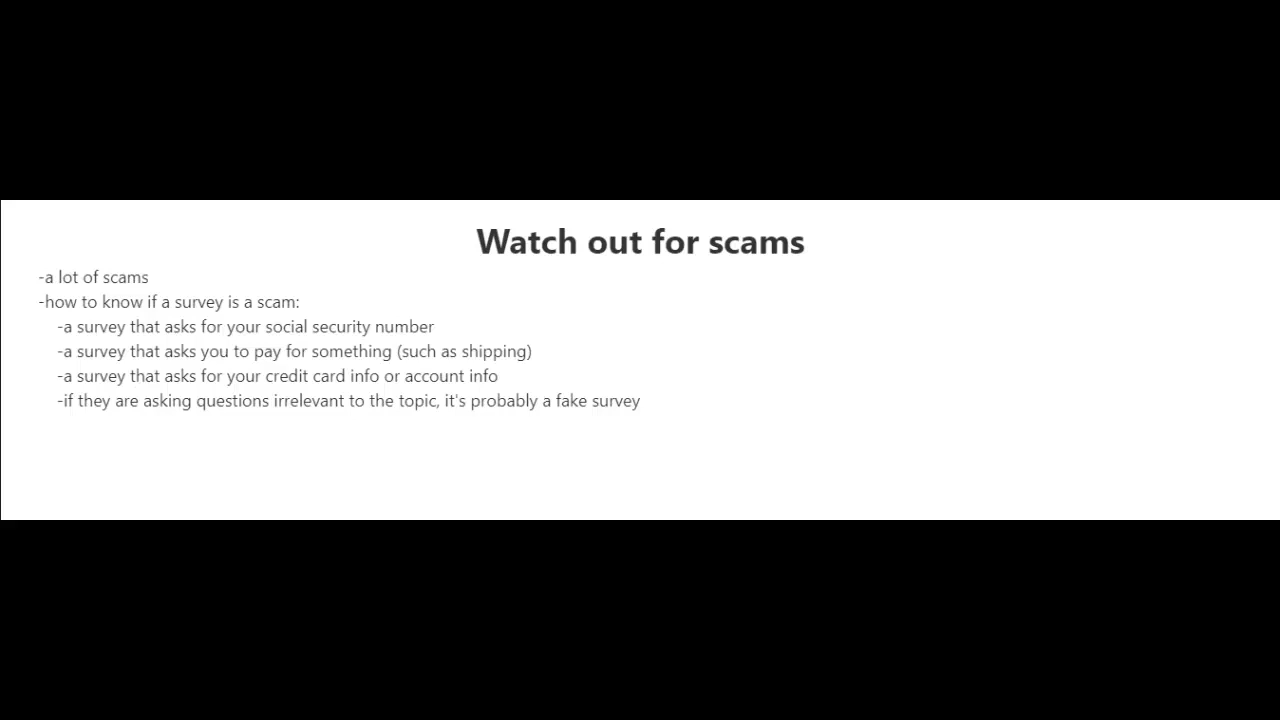 Watch out for scams
-a lot of scams
-how to know if a survey is a scam:
-a survey that asks for your social security number
-a survey that asks you to pay for something (such as shipping)
-a survey that asks for your credit card info or account info
-if they are asking questions irrelevant to the topic, it's probably a fake survey